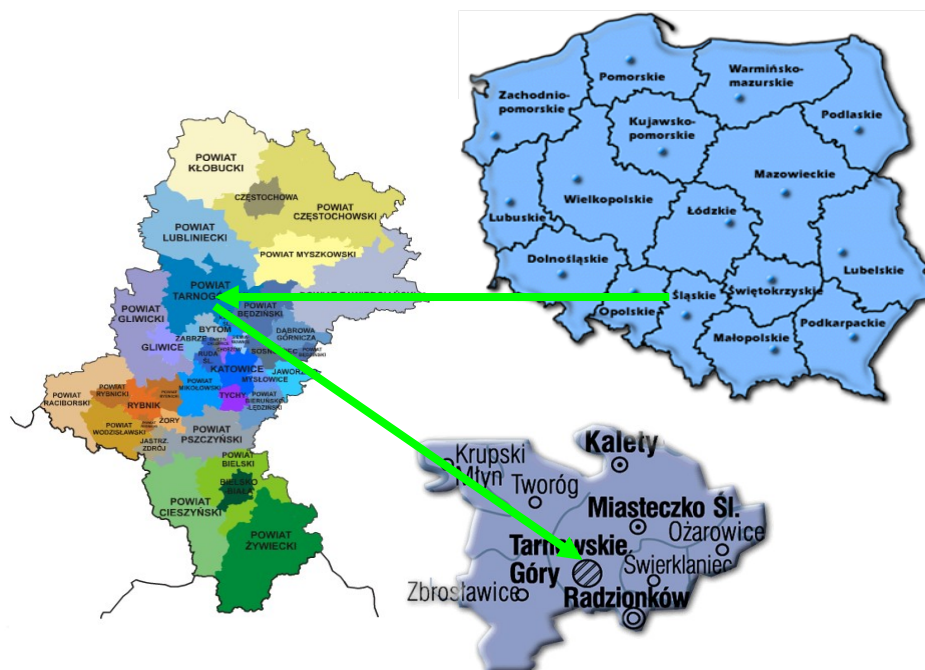 Pomorskie
Warmińsko-
mazurskie
Zachodnio-
pomorskie
Podlaskie
Kujawsko-
pomorskie
Mazowieckie
Wielkopolskie
Lubuskie
Łódzkie
Dolnośląskie
Lubelskie
Śląskie
Świętokrzyskie
Opolskie
Podkarpackie
Małopolskie
POWIAT
KŁOBUCKI
CZĘSTOCHOWA
POWIAT
CZĘSTOCHOWSKI
POWIAT
LUBLINIECKI
POWIAT MYSZKOWSKI
POWIAT
TARNOG
POWIAT
GLIWICKI
POWIAT
BĘDZIŃSKI
BYTOM
DĄBROWA
GÓRNICZA
ZABRZE
GLIWICE
RUDA
ŚL.
SOSNOWIEC
KATOWICE
JAWORZ
MYSŁOWICE
POWIAT
MIKOŁOWSKI
TYCHY
POWIAT
BIERUŃSKO
-LĘDZIŃSKI
POWIAT
RACIBORSKI
POWIAT
RYBNICKI
RYBNIK
ŻORY
POWIAT
WODZISŁAWSKI
JASTRZ.
ZDRÓJ
POWIAT
PSZCZYŃSKI
POWIAT
BIELSKI
BIELSKO
-BIAŁA
POWIAT
CIESZYŃSKI
POWIAT
ŻYWIECKI
Kalety
Krupski
Młyn
Tworóg
Miasteczko Śl.
Ożarowice
Tarnowskie
Góry
Świerklaniec
Zbrosławice
Radzionków